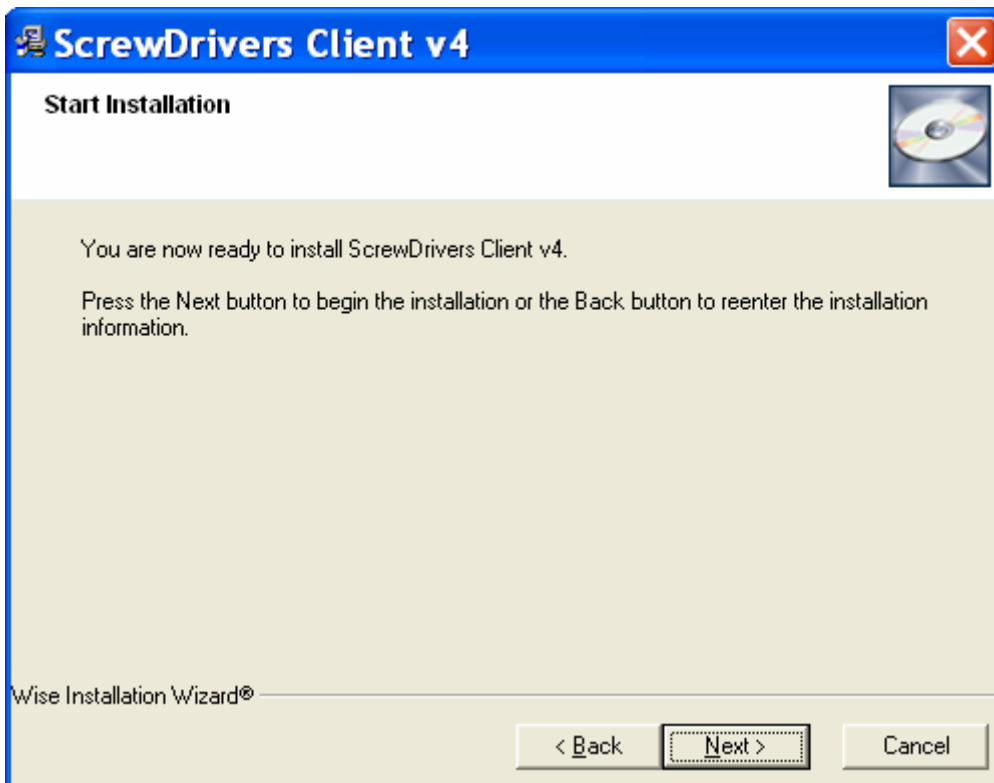 ScrewDrivers Client v4
Start Installation
You are now ready to install ScrewDrivers Client v4.
Press the Next button to begin the installation or the Back button to reenter the installation
information.
Wise Installation Wizard®
< Back Next > Cancel